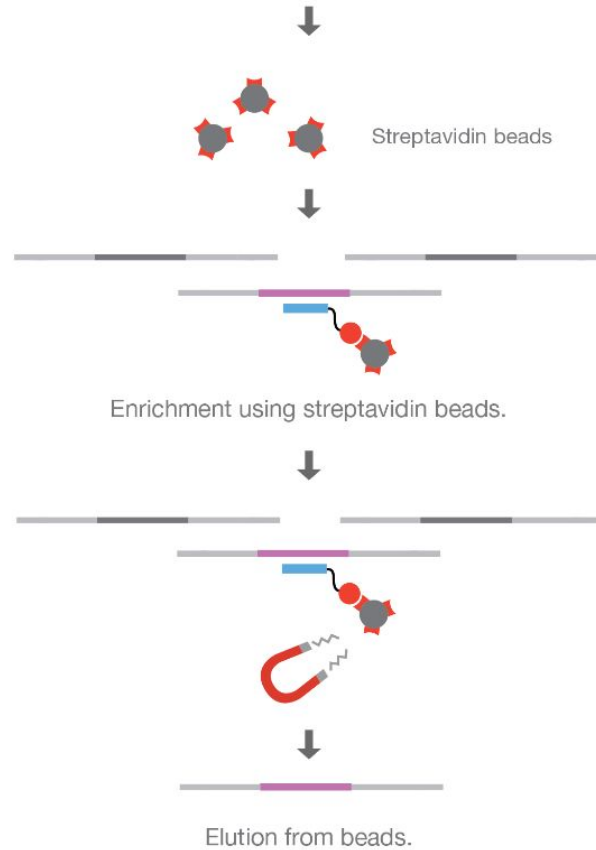 Streptavidin beads
Enrichment using streptavidin beads.
Elution from beads.